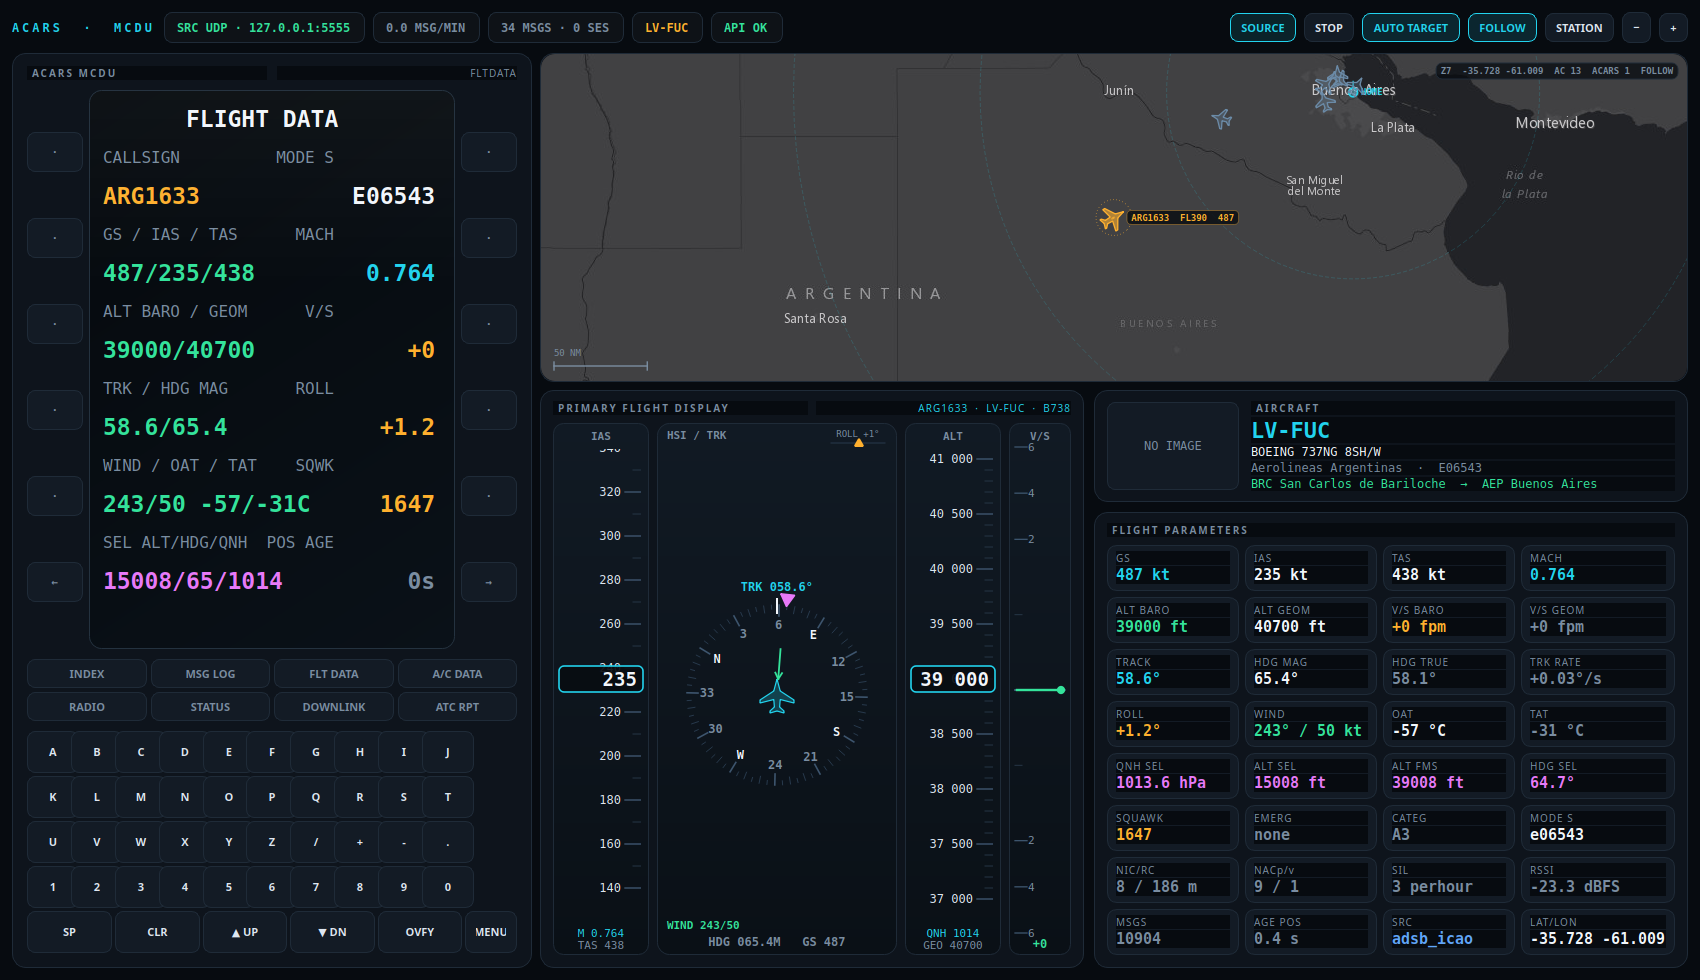 ACARS · MCDU
SRC UDP · 127.0.0.1:5555
0.0 MSG/MIN
34 MSGS · 0 SES
LV-FUC
API OK
SOURCE
STOP
AUTO TARGET
FOLLOW
STATION
−
+
ACARS MCDU
FLTDATA
FLIGHT DATA
CALLSIGN MODE S
ARG1633 E06543
GS / IAS / TAS MACH
487/235/438 0.764
ALT BARO / GEOM V/S
39000/40700 +0
TRK / HDG MAG ROLL
58.6/65.4 +1.2
WIND / OAT / TAT SQWK
243/50 -57/-31C 1647
SEL ALT/HDG/QNH POS AGE
15008/65/1014 0s
← →
INDEX MSG LOG FLT DATA A/C DATA
RADIO STATUS DOWNLINK ATC RPT
A B C D E F G H I J
K L M N O P Q R S T
U V W X Y Z / + - .
1 2 3 4 5 6 7 8 9 0
SP CLR ▲ UP ▼ DN OVFY MENU
Z7 -35.728 -61.009 AC 13 ACARS 1 FOLLOW
Junin
Buenos Aires
La Plata
Montevideo
San Miguel
del Monte
Rio de
la Plata
ARG1633 FL390 487
ARGENTINA
Santa Rosa
BUENOS AIRES
50 NM
PRIMARY FLIGHT DISPLAY
ARG1633 · LV-FUC · B738
IAS
340
320
300
280
260
240
235
220
200
180
160
140
M 0.764
TAS 438
HSI / TRK
ROLL +1°
TRK 058.6°
3 6 E
N 12
33 15
30 S
W 24 21
WIND 243/50
HDG 065.4M GS 487
ALT
41 000
40 500
40 000
39 500
39 000
38 500
38 000
37 500
37 000
QNH 1014
GEO 40700
V/S
6
4
2
2
4
6
+0
NO IMAGE
AIRCRAFT
LV-FUC
BOEING 737NG 8SH/W
Aerolineas Argentinas · E06543
BRC San Carlos de Bariloche → AEP Buenos Aires
FLIGHT PARAMETERS
GS IAS TAS MACH
487 kt 235 kt 438 kt 0.764
ALT BARO ALT GEOM V/S BARO V/S GEOM
39000 ft 40700 ft +0 fpm +0 fpm
TRACK HDG MAG HDG TRUE TRK RATE
58.6° 65.4° 58.1° +0.03°/s
ROLL WIND OAT TAT
+1.2° 243° / 50 kt -57 °C -31 °C
QNH SEL ALT SEL ALT FMS HDG SEL
1013.6 hPa 15008 ft 39008 ft 64.7°
SQUAWK EMERG CATEG MODE S
1647 none A3 e06543
NIC/RC NACp/v SIL RSSI
8 / 186 m 9 / 1 3 perhour -23.3 dBFS
MSGS AGE POS SRC LAT/LON
10904 0.4 s adsb_icao -35.728 -61.009